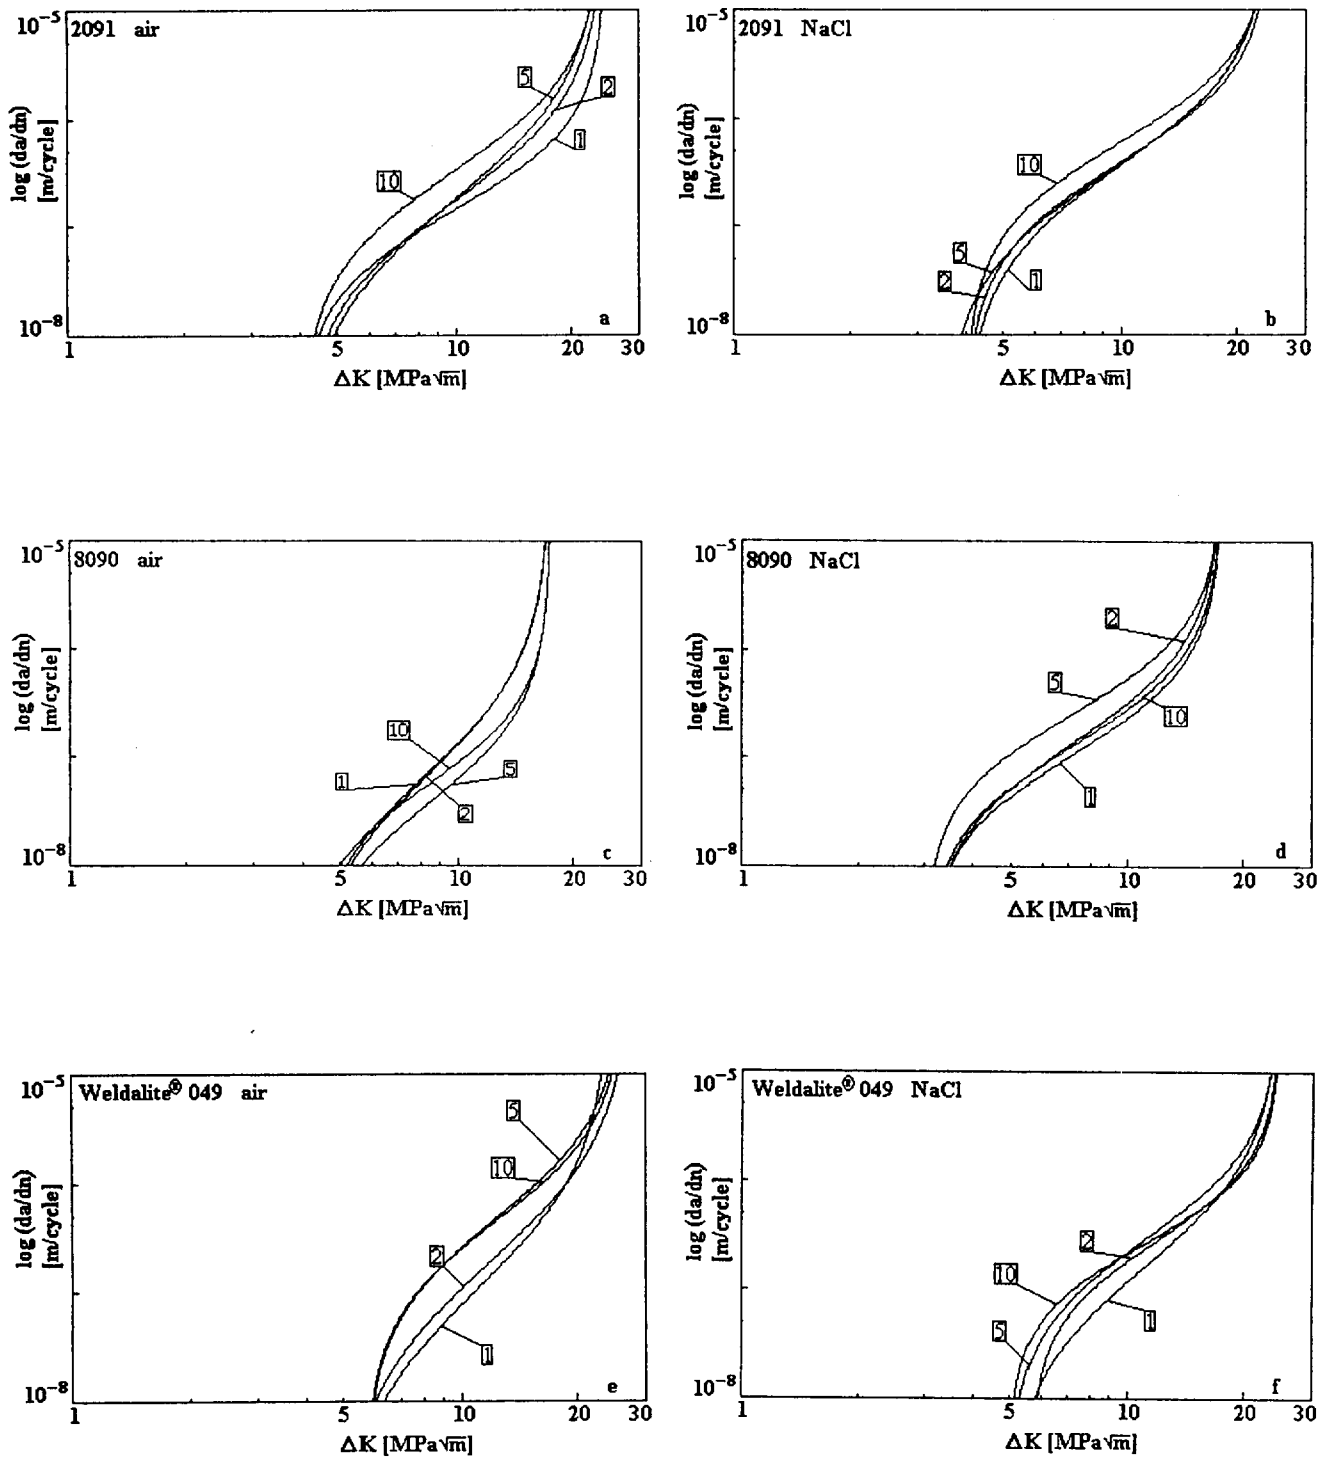 10⁻⁵
2091 air
5
2
1
10
log (da/dn)
[m/cycle]
10⁻⁸
a
1 5 10 20 30
ΔK [MPa√m]
10⁻⁵
2091 NaCl
10
5
2
1
log (da/dn)
[m/cycle]
10⁻⁸
b
1 5 10 20 30
ΔK [MPa√m]
10⁻⁵
8090 air
10
1
5
2
log (da/dn)
[m/cycle]
10⁻⁸
c
1 5 10 20 30
ΔK [MPa√m]
10⁻⁵
8090 NaCl
2
5
10
1
log (da/dn)
[m/cycle]
10⁻⁸
d
1 5 10 20 30
ΔK [MPa√m]
10⁻⁵
Weldalite® 049 air
5
10
2
1
log (da/dn)
[m/cycle]
10⁻⁸
e
1 5 10 20 30
ΔK [MPa√m]
10⁻⁵
Weldalite® 049 NaCl
2
10
5
1
log (da/dn)
[m/cycle]
10⁻⁸
f
1 5 10 20 30
ΔK [MPa√m]